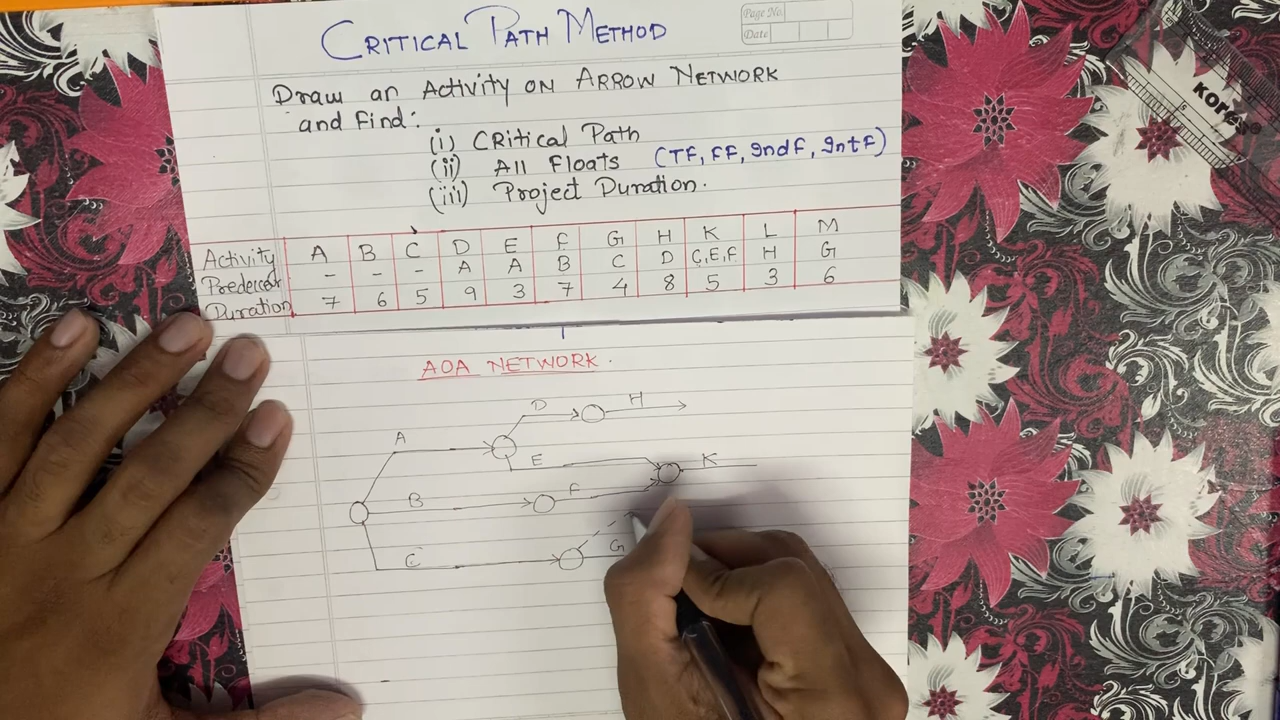 CRITICAL PATH METHOD
Page No.
Date
Draw an Activity ON ARROW NETWORK
and Find:
(i) CRitical Path
(ii) All Floats (TF, FF, IndF, IntF)
(iii) Project Duration.
Activity A B C D E F G H K L M
Predecessor - - - A A B C D C,E,F H G
Duration 7 6 5 9 3 7 4 8 5 3 6
AOA NETWORK.
D H
A
E K
B F
C G
kores